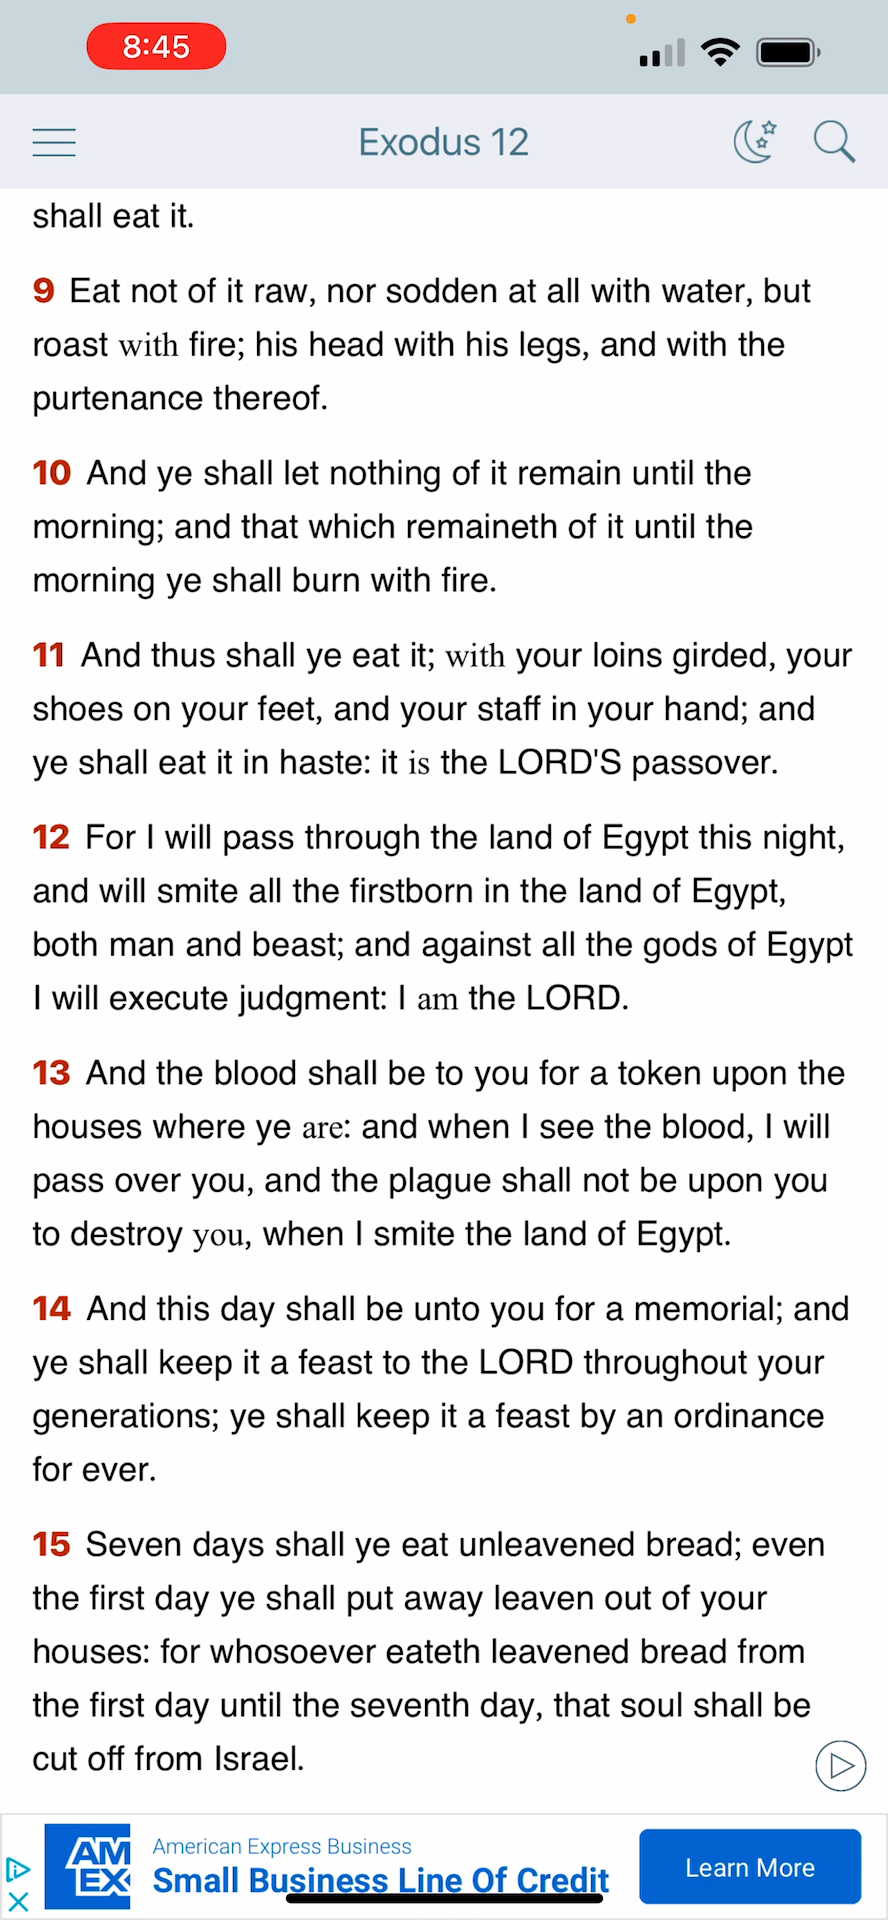 8:45
Exodus 12
shall eat it.
9 Eat not of it raw, nor sodden at all with water, but
roast with fire; his head with his legs, and with the
purtenance thereof.
10 And ye shall let nothing of it remain until the
morning; and that which remaineth of it until the
morning ye shall burn with fire.
11 And thus shall ye eat it; with your loins girded, your
shoes on your feet, and your staff in your hand; and
ye shall eat it in haste: it is the LORD'S passover.
12 For I will pass through the land of Egypt this night,
and will smite all the firstborn in the land of Egypt,
both man and beast; and against all the gods of Egypt
I will execute judgment: I am the LORD.
13 And the blood shall be to you for a token upon the
houses where ye are: and when I see the blood, I will
pass over you, and the plague shall not be upon you
to destroy you, when I smite the land of Egypt.
14 And this day shall be unto you for a memorial; and
ye shall keep it a feast to the LORD throughout your
generations; ye shall keep it a feast by an ordinance
for ever.
15 Seven days shall ye eat unleavened bread; even
the first day ye shall put away leaven out of your
houses: for whosoever eateth leavened bread from
the first day until the seventh day, that soul shall be
cut off from Israel.
AM
EX
American Express Business
Small Business Line Of Credit
Learn More